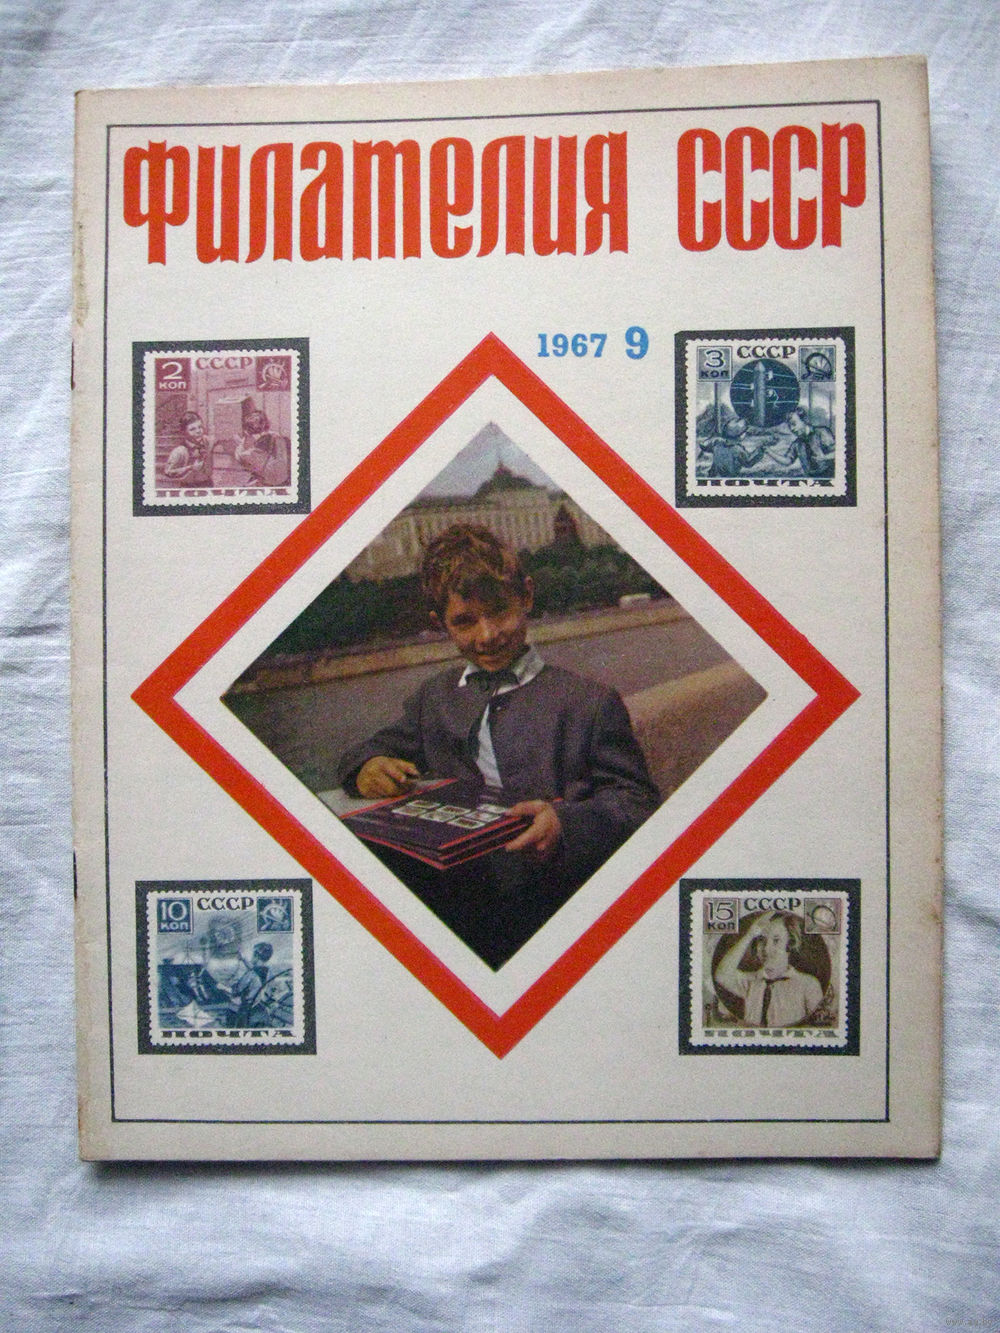 Филателия СССР
1967 9
2 КОП СССР
ПОЧТА
3 КОП СССР
ПОЧТА
10 КОП СССР
ПОЧТА
15 КОП СССР
ПОЧТА